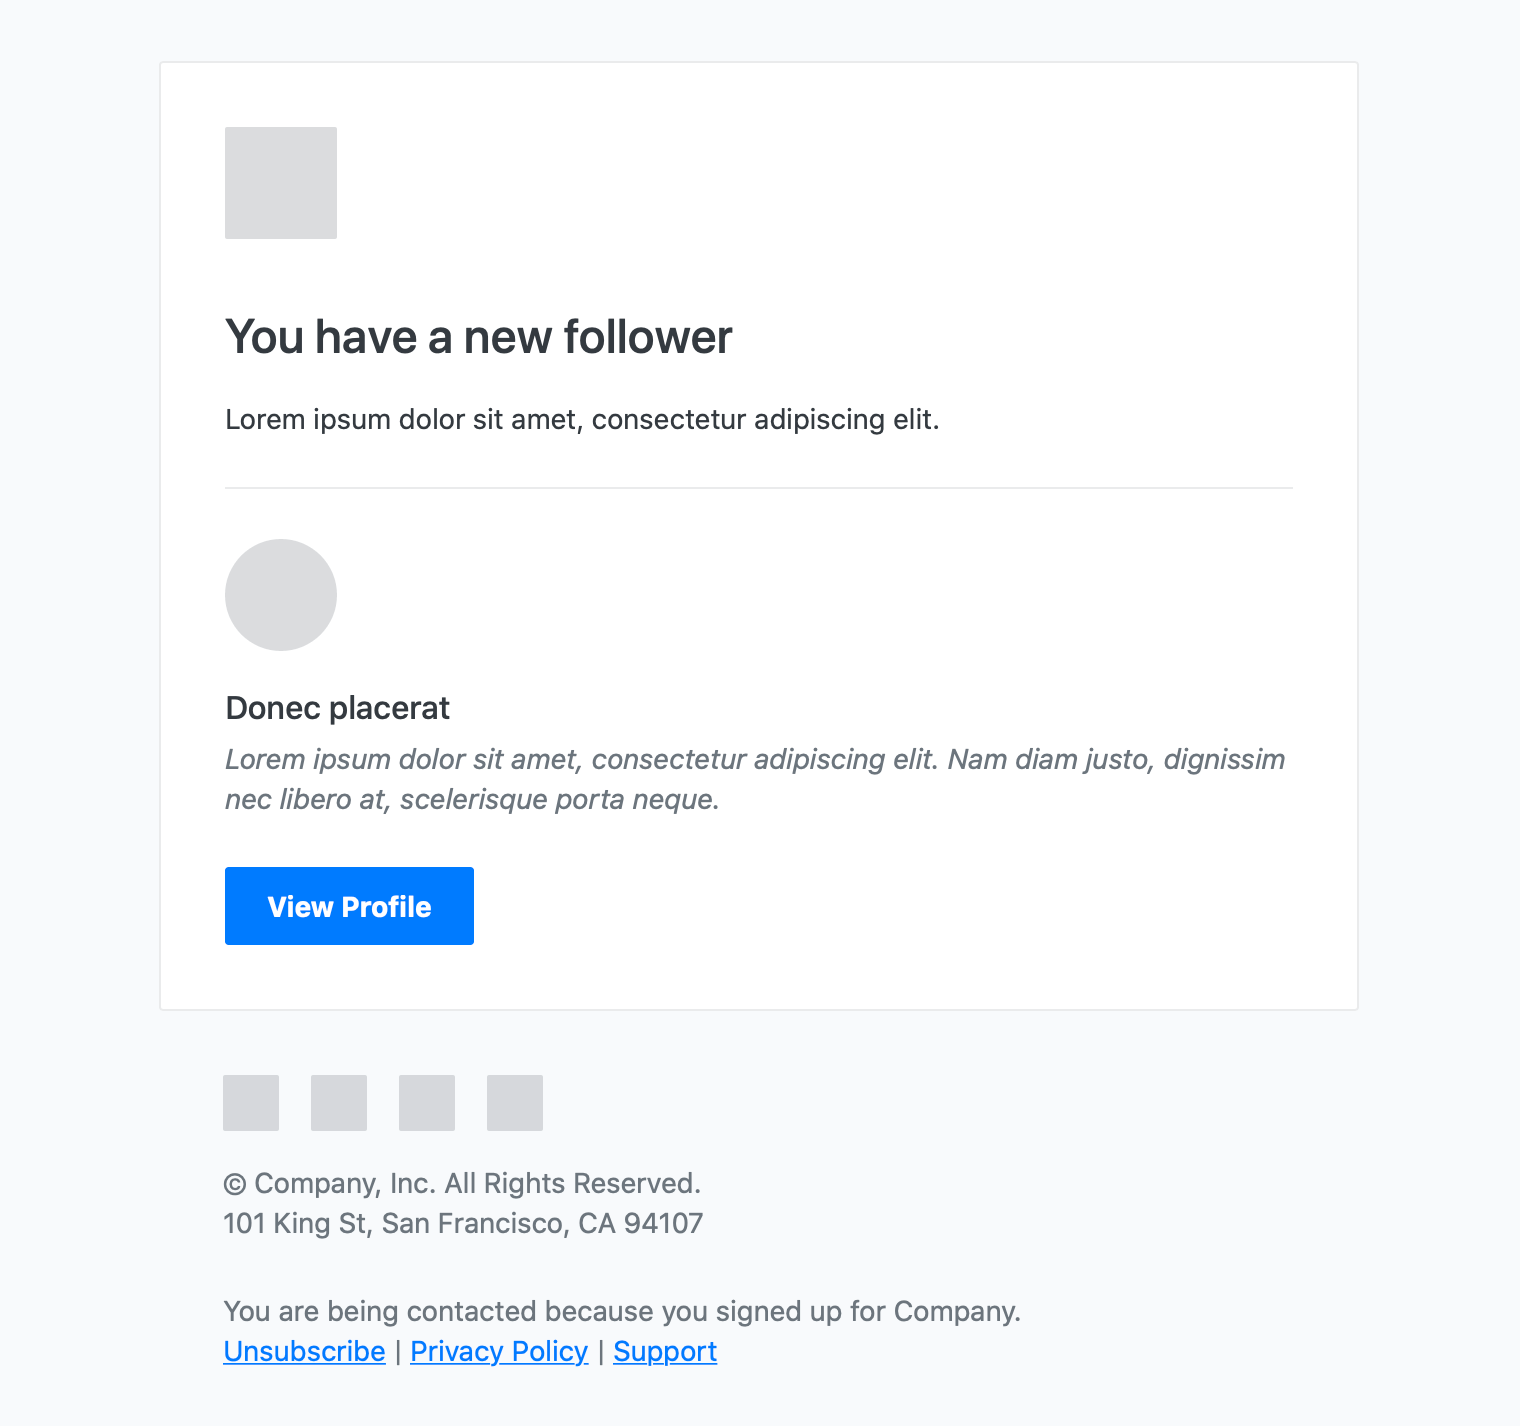 You have a new follower
Lorem ipsum dolor sit amet, consectetur adipiscing elit.
Donec placerat
Lorem ipsum dolor sit amet, consectetur adipiscing elit. Nam diam justo, dignissim
nec libero at, scelerisque porta neque.
View Profile
© Company, Inc. All Rights Reserved.
101 King St, San Francisco, CA 94107
You are being contacted because you signed up for Company.
Unsubscribe | Privacy Policy | Support